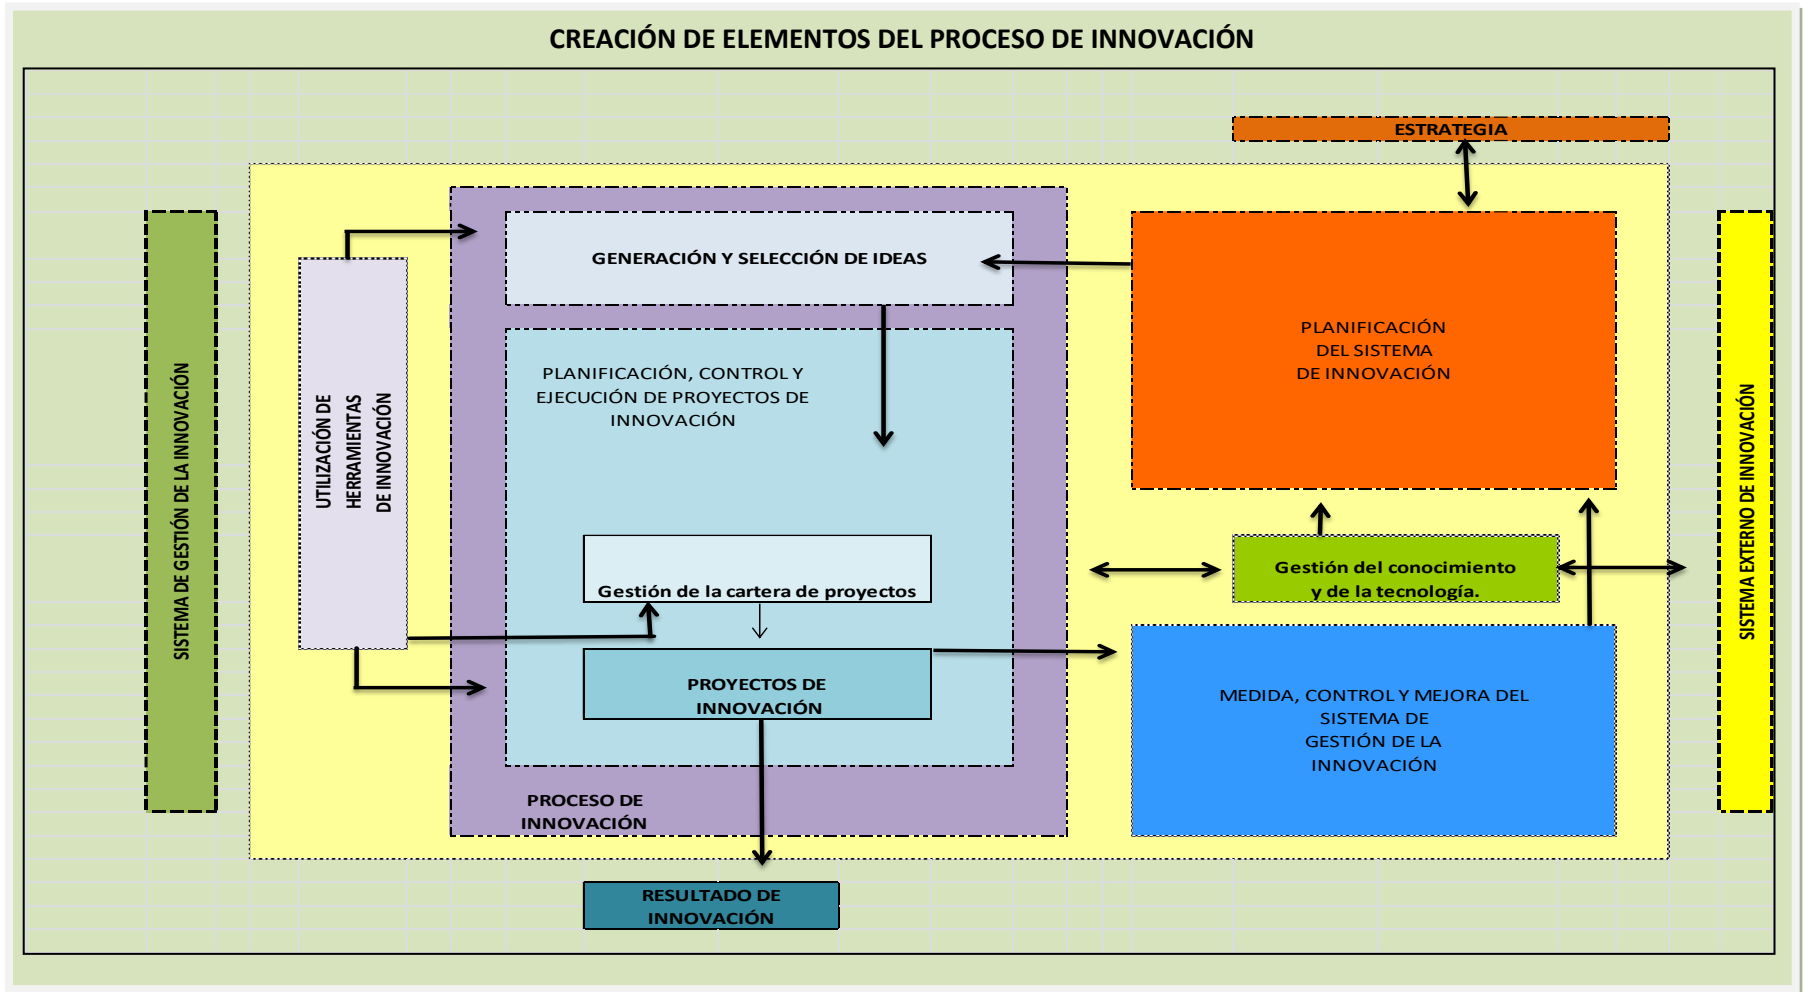 CREACIÓN DE ELEMENTOS DEL PROCESO DE INNOVACIÓN
ESTRATEGIA
SISTEMA DE GESTIÓN DE LA INNOVACIÓN
UTILIZACIÓN DE
HERRAMIENTAS
DE INNOVACIÓN
GENERACIÓN Y SELECCIÓN DE IDEAS
PLANIFICACIÓN, CONTROL Y
EJECUCIÓN DE PROYECTOS DE
INNOVACIÓN
Gestión de la cartera de proyectos
PROYECTOS DE
INNOVACIÓN
PROCESO DE
INNOVACIÓN
RESULTADO DE
INNOVACIÓN
PLANIFICACIÓN
DEL SISTEMA
DE INNOVACIÓN
Gestión del conocimiento
y de la tecnología.
MEDIDA, CONTROL Y MEJORA DEL
SISTEMA DE
GESTIÓN DE LA
INNOVACIÓN
SISTEMA EXTERNO DE INNOVACIÓN